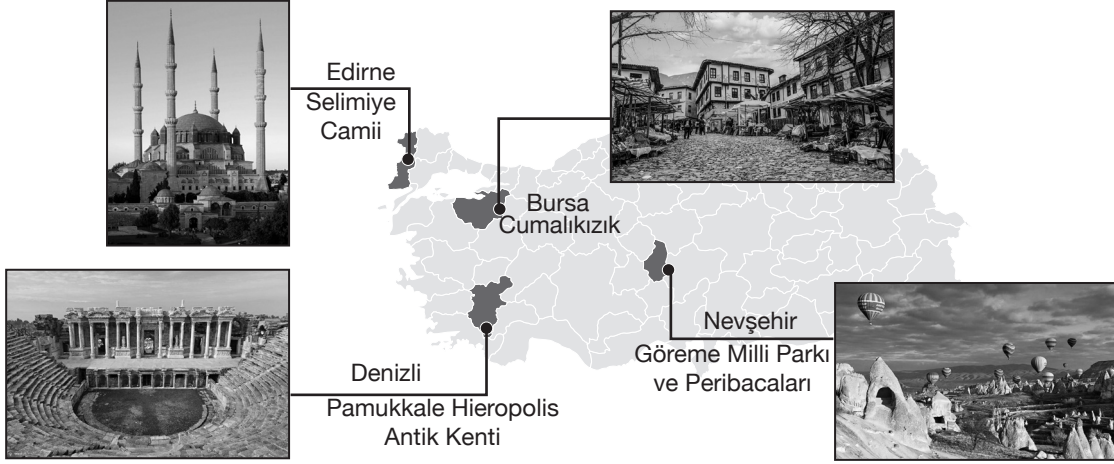 Edirne
Selimiye
Camii
Bursa
Cumalıkızık
Nevşehir
Göreme Milli Parkı
ve Peribacaları
Denizli
Pamukkale Hieropolis
Antik Kenti